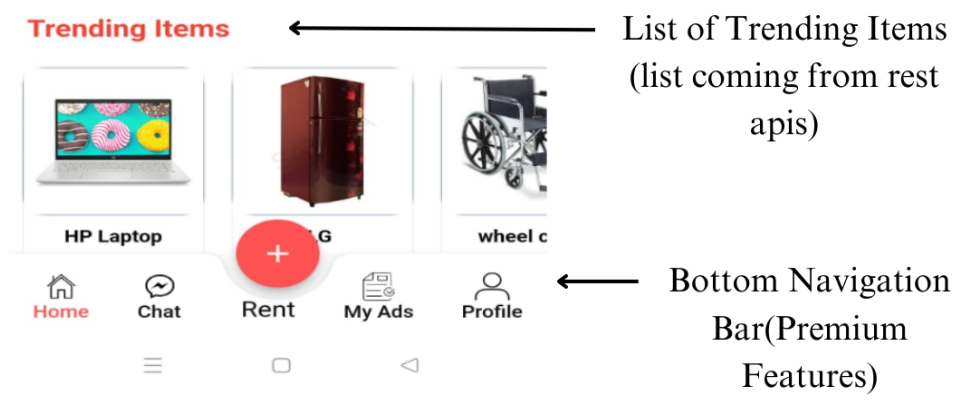 Trending Items
List of Trending Items
(list coming from rest
apis)
HP Laptop
LG
wheel c
Home
Chat
Rent
My Ads
Profile
Bottom Navigation
Bar(Premium
Features)